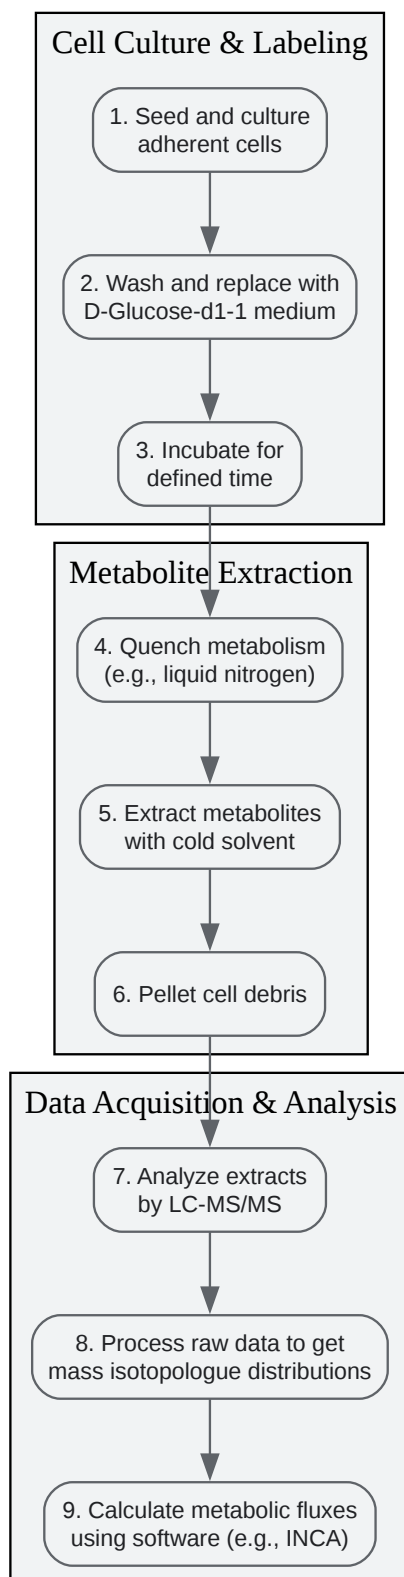 Cell Culture & Labeling
1. Seed and culture
adherent cells
2. Wash and replace with
D-Glucose-d1-1 medium
3. Incubate for
defined time
Metabolite Extraction
4. Quench metabolism
(e.g., liquid nitrogen)
5. Extract metabolites
with cold solvent
6. Pellet cell debris
Data Acquisition & Analysis
7. Analyze extracts
by LC-MS/MS
8. Process raw data to get
mass isotopologue distributions
9. Calculate metabolic fluxes
using software (e.g., INCA)